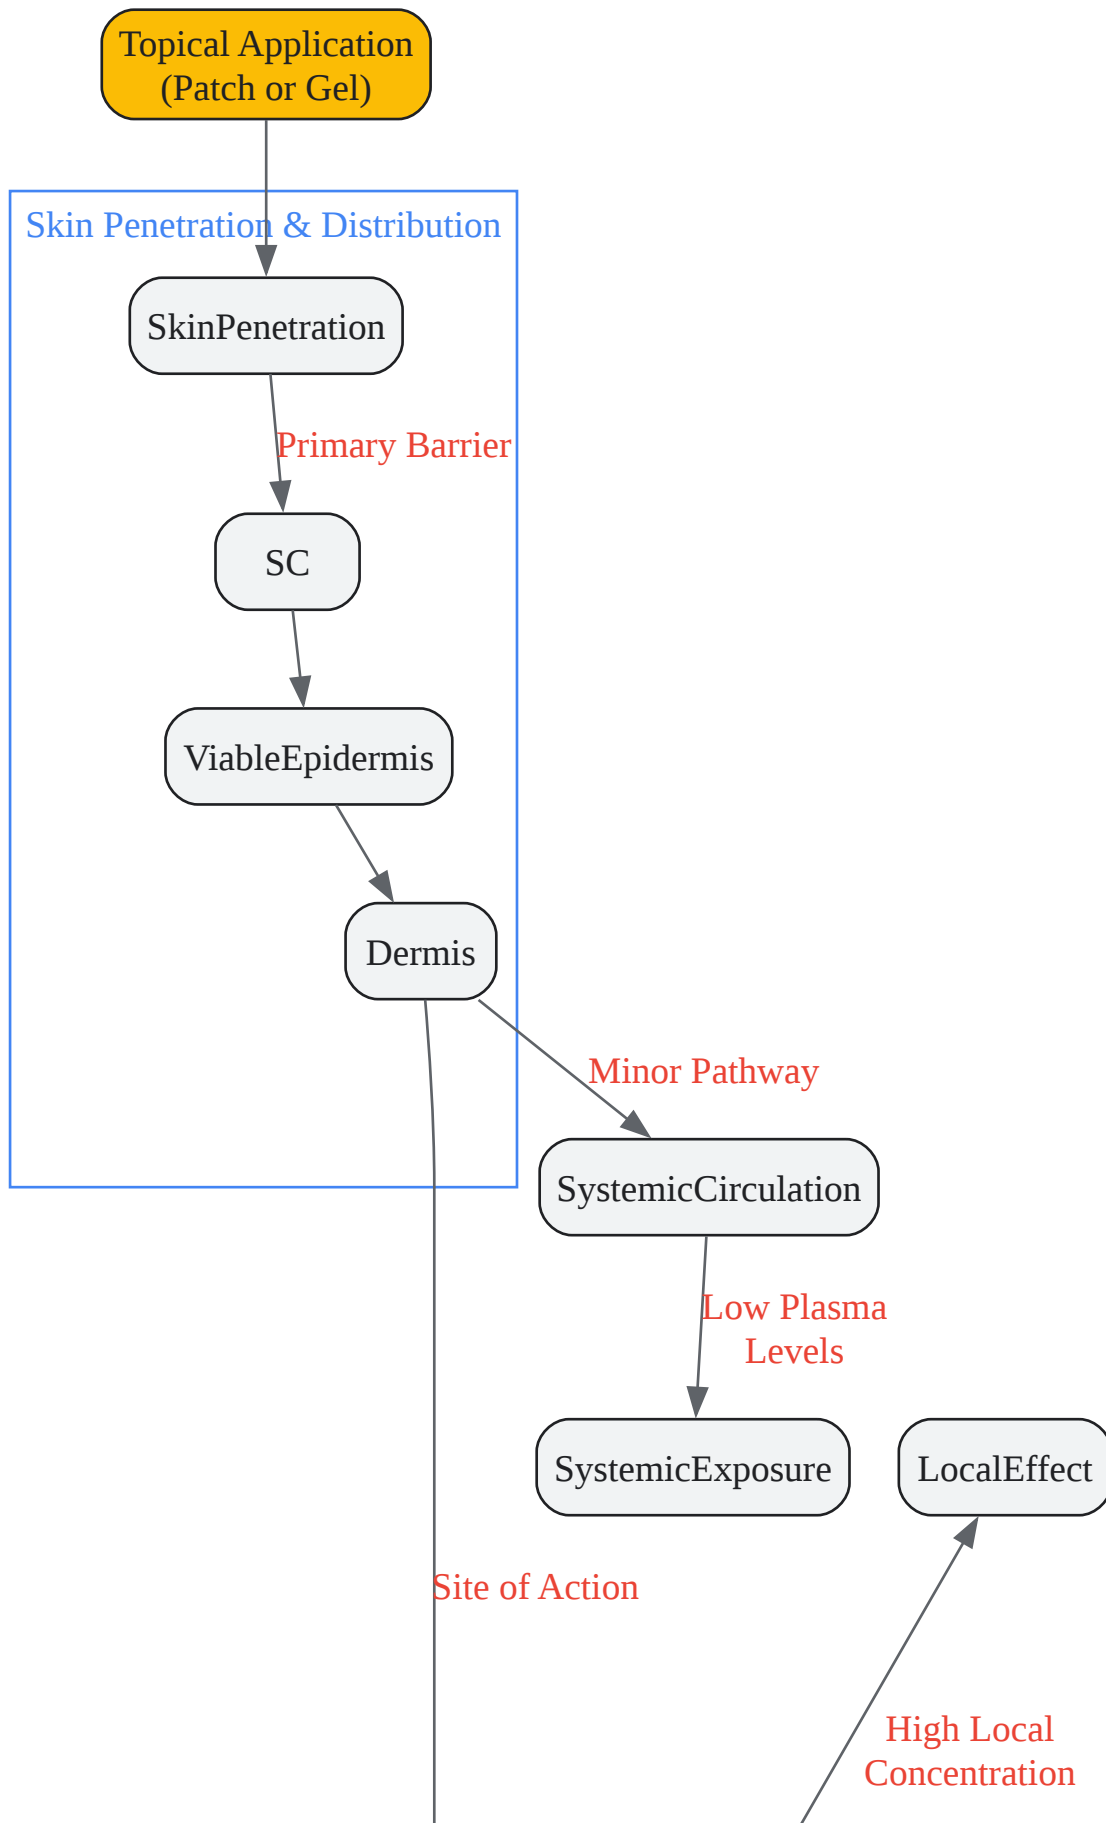 Topical Application
(Patch or Gel)
Skin Penetration & Distribution
SkinPenetration
Primary Barrier
SC
ViableEpidermis
Dermis
Minor Pathway
SystemicCirculation
Low Plasma
Levels
SystemicExposure
LocalEffect
Site of Action
High Local
Concentration